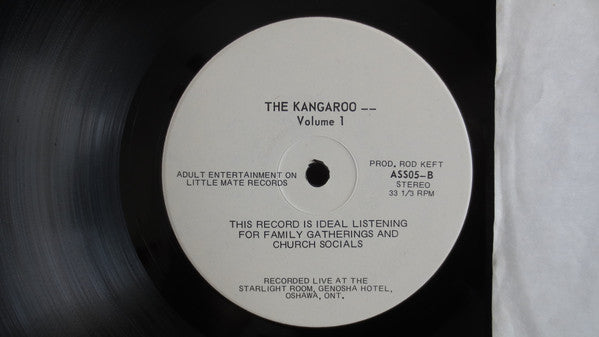 THE KANGAROO --
Volume 1
PROD. ROD KEFT
ADULT ENTERTAINMENT ON
LITTLE MATE RECORDS
ASS05-B
STEREO
33 1/3 RPM
THIS RECORD IS IDEAL LISTENING
FOR FAMILY GATHERINGS AND
CHURCH SOCIALS
RECORDED LIVE AT THE
STARLIGHT ROOM, GENOSHA HOTEL,
OSHAWA, ONT.